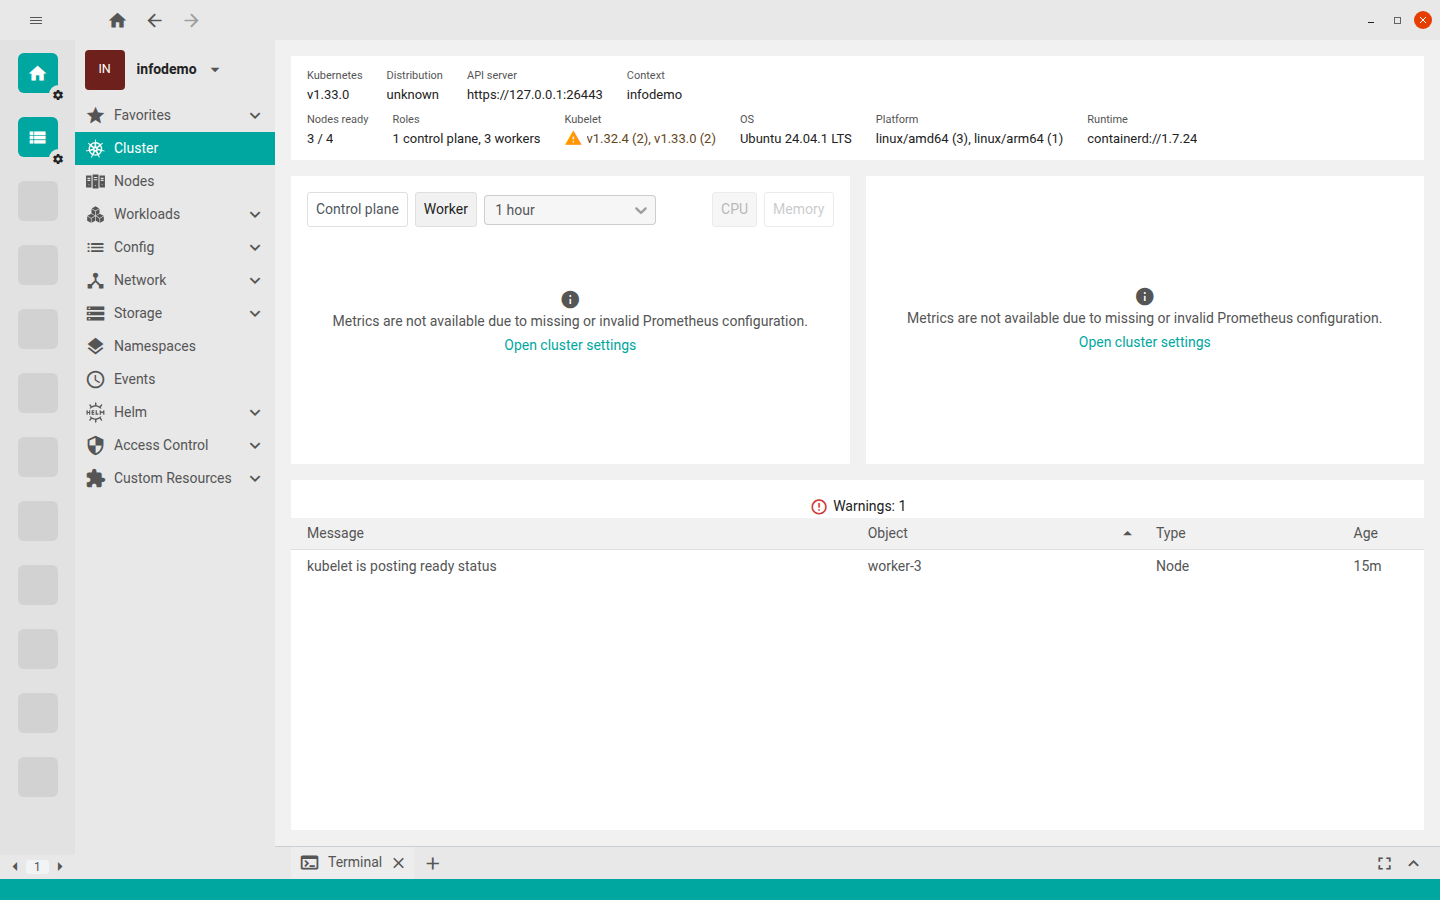 IN
infodemo
Favorites
Cluster
Nodes
Workloads
Config
Network
Storage
Namespaces
Events
HELM Helm
Access Control
Custom Resources
1
Kubernetes Distribution API server Context
v1.33.0 unknown https://127.0.0.1:26443 infodemo
Nodes ready Roles Kubelet OS Platform Runtime
3 / 4 1 control plane, 3 workers v1.32.4 (2), v1.33.0 (2) Ubuntu 24.04.1 LTS linux/amd64 (3), linux/arm64 (1) containerd://1.7.24
Control plane Worker 1 hour CPU Memory
Metrics are not available due to missing or invalid Prometheus configuration.
Open cluster settings
Metrics are not available due to missing or invalid Prometheus configuration.
Open cluster settings
Warnings: 1
Message Object Type Age
kubelet is posting ready status worker-3 Node 15m
Terminal